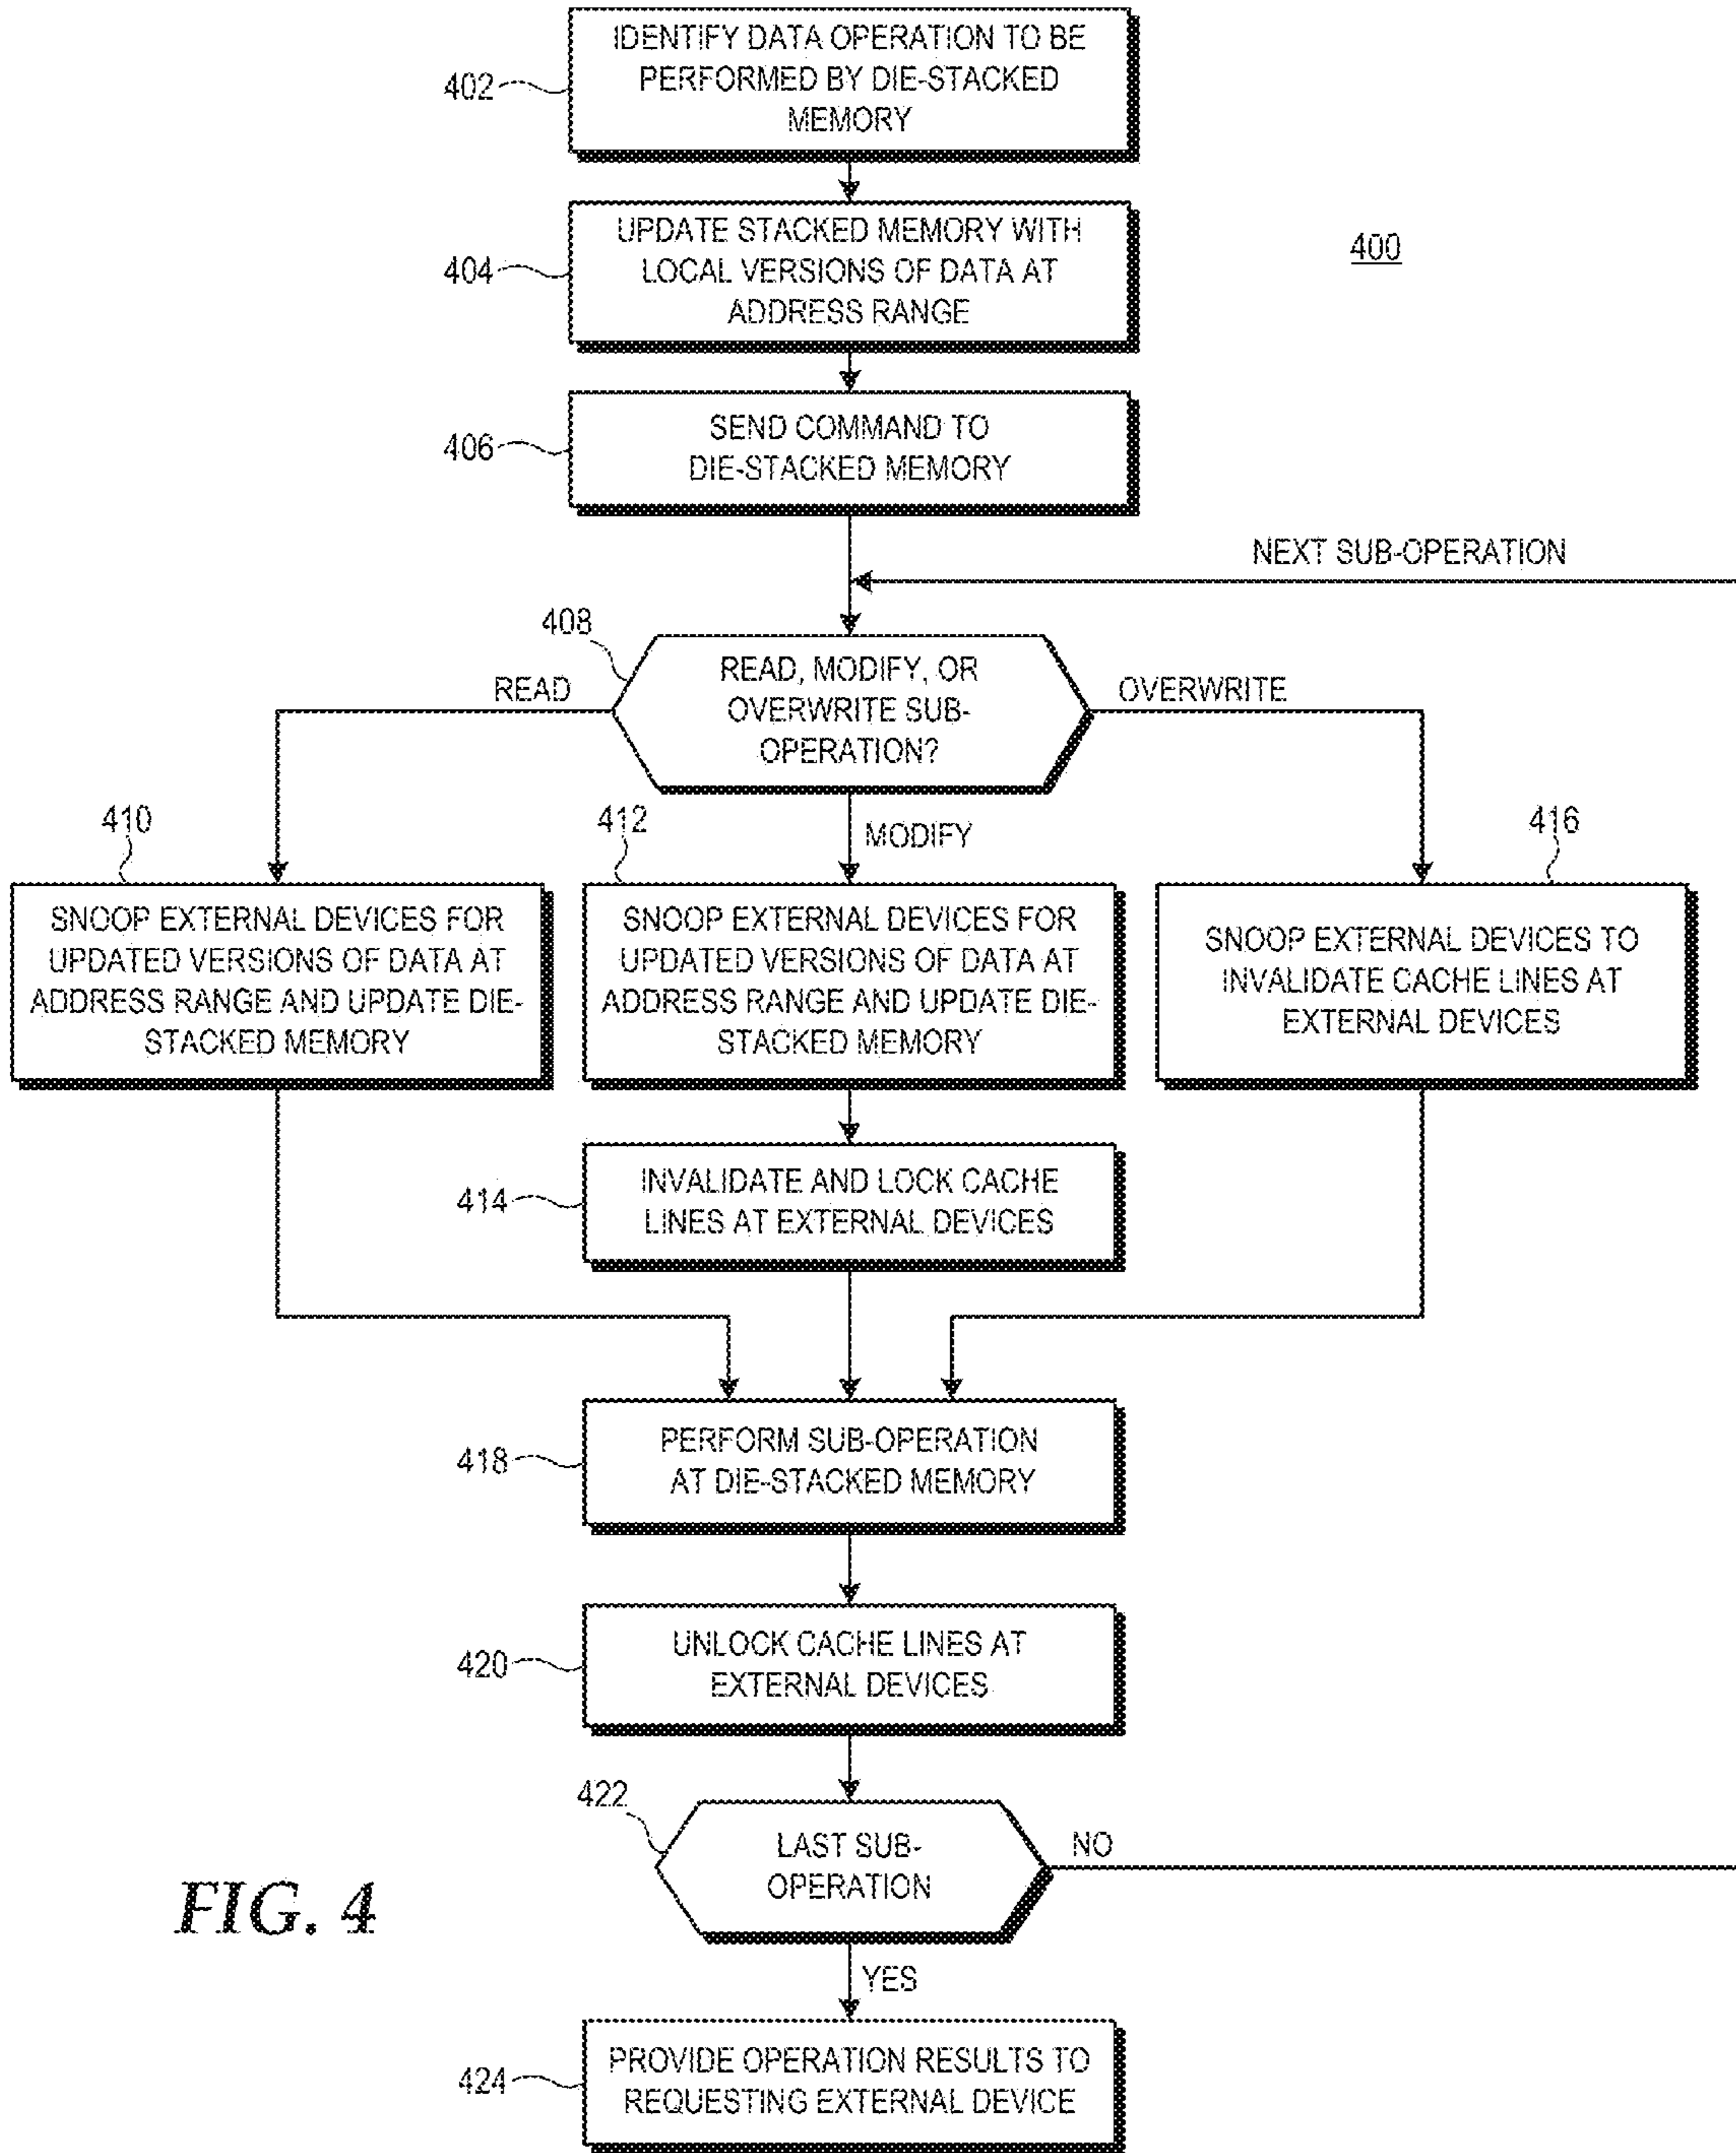 IDENTIFY DATA OPERATION TO BE
PERFORMED BY DIE-STACKED
MEMORY
402
UPDATE STACKED MEMORY WITH
LOCAL VERSIONS OF DATA AT
ADDRESS RANGE
404
400
SEND COMMAND TO
DIE-STACKED MEMORY
406
NEXT SUB-OPERATION
408
READ, MODIFY, OR
OVERWRITE SUB-
OPERATION?
READ
OVERWRITE
MODIFY
410
412
416
SNOOP EXTERNAL DEVICES FOR
UPDATED VERSIONS OF DATA AT
ADDRESS RANGE AND UPDATE DIE-
STACKED MEMORY
SNOOP EXTERNAL DEVICES FOR
UPDATED VERSIONS OF DATA AT
ADDRESS RANGE AND UPDATE DIE-
STACKED MEMORY
SNOOP EXTERNAL DEVICES TO
INVALIDATE CACHE LINES AT
EXTERNAL DEVICES
414
INVALIDATE AND LOCK CACHE
LINES AT EXTERNAL DEVICES
418
PERFORM SUB-OPERATION
AT DIE-STACKED MEMORY
420
UNLOCK CACHE LINES AT
EXTERNAL DEVICES
422
LAST SUB-
OPERATION
NO
YES
FIG. 4
424
PROVIDE OPERATION RESULTS TO
REQUESTING EXTERNAL DEVICE